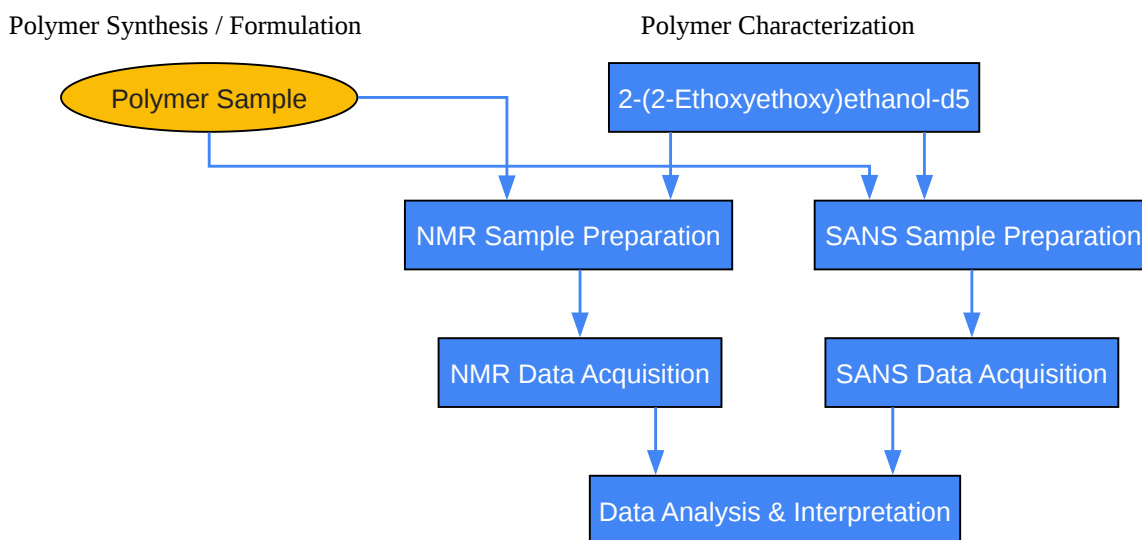 Polymer Synthesis / Formulation
Polymer Characterization
Polymer Sample
2-(2-Ethoxyethoxy)ethanol-d5
NMR Sample Preparation
SANS Sample Preparation
NMR Data Acquisition
SANS Data Acquisition
Data Analysis & Interpretation